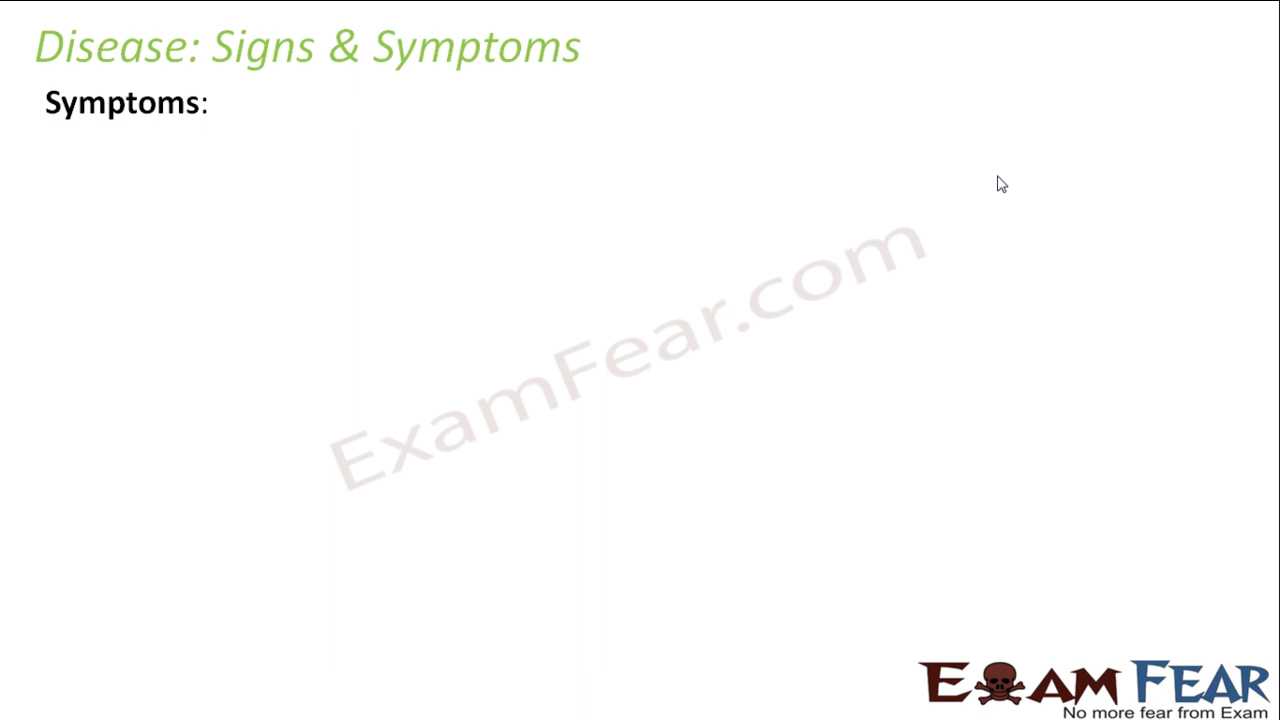 Disease: Signs & Symptoms
Symptoms:
ExamFear.com
EXAM FEAR
No more fear from Exam